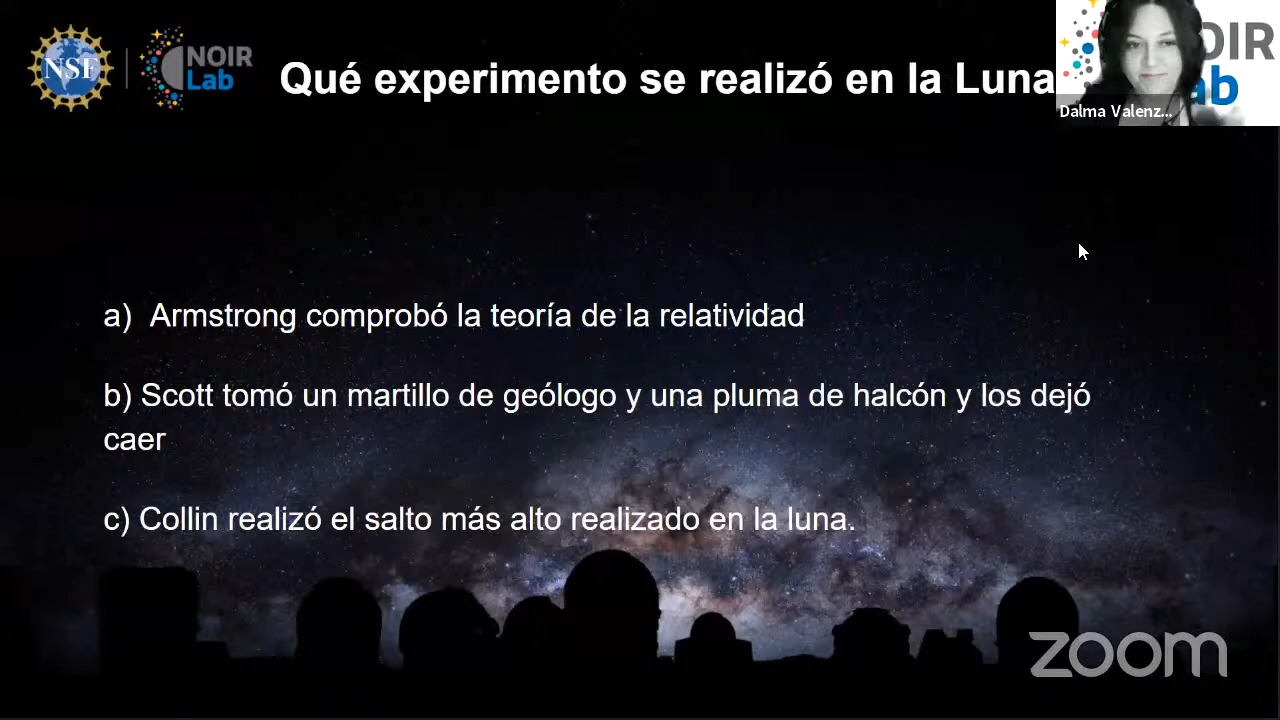 NSF
NOIR
Lab
Qué experimento se realizó en la Luna
OIR
ab
Dalma Valenz...
a) Armstrong comprobó la teoría de la relatividad
b) Scott tomó un martillo de geólogo y una pluma de halcón y los dejó
caer
c) Collin realizó el salto más alto realizado en la luna.
zoom